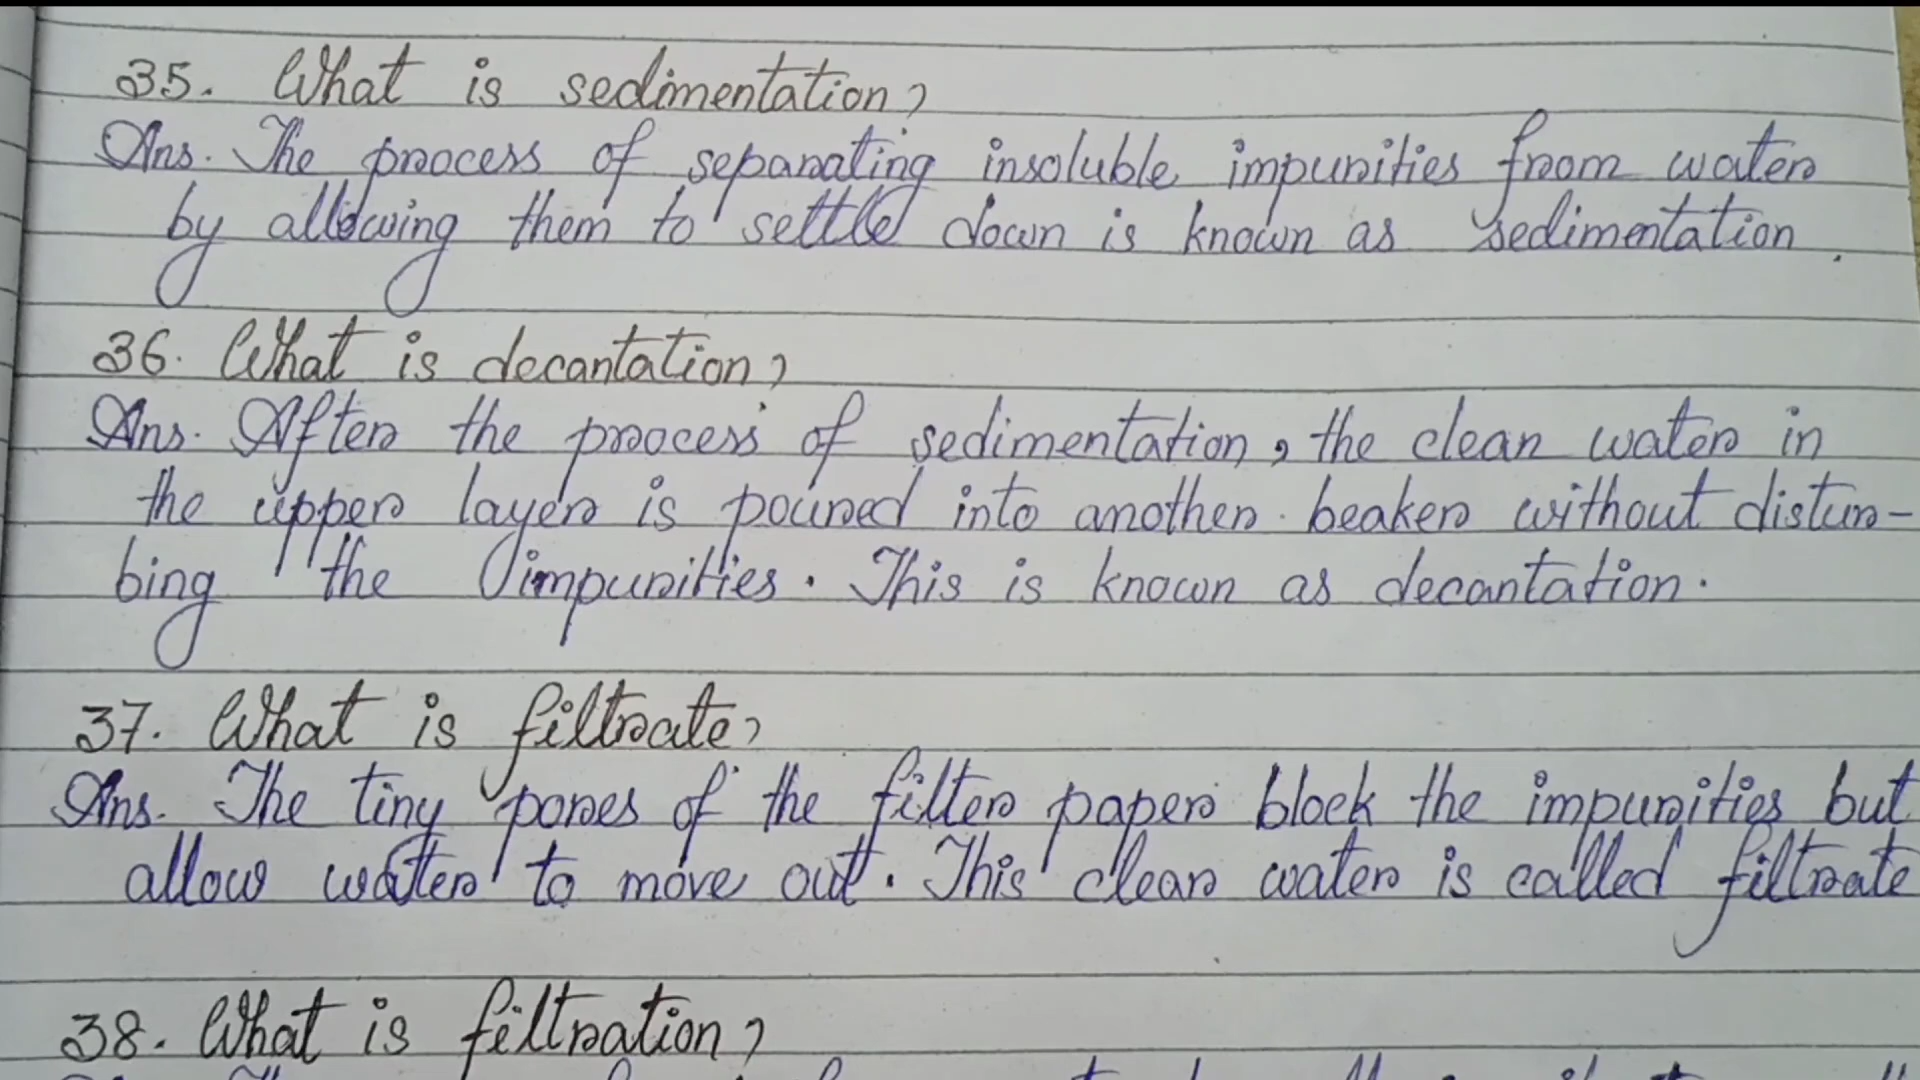 35. What is sedimentation?
Ans. The process of separating insoluble impurities from water
by allowing them to settle down is known as sedimentation.
36. What is decantation?
Ans. After the process of sedimentation, the clean water in
the upper layer is poured into another beaker without distur-
bing the impurities. This is known as decantation.
37. What is filtrate?
Ans. The tiny pores of the filter paper block the impurities but
allow water to move out. This clear water is called filtrate
38. What is filtration?